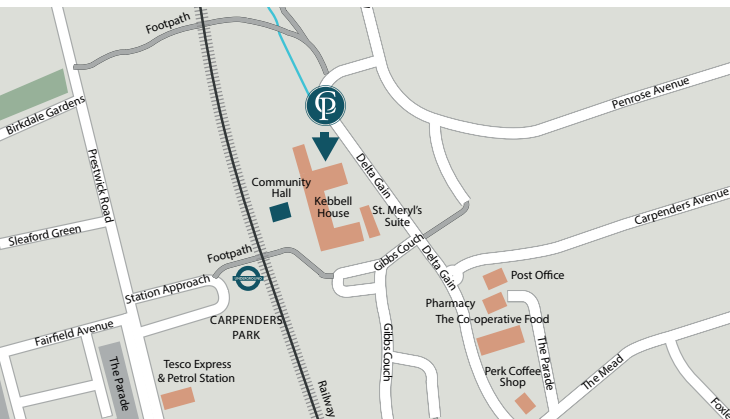 Footpath
Birkdale Gardens
Penrose Avenue
CP
Delta Gain
Prestwick Road
Community
Hall
Kebbell
House
St. Meryl's
Suite
Carpenders Avenue
Sleaford Green
Footpath
Gibbs Couch
Delta Gain
UNDERGROUND
Station Approach
Post Office
Pharmacy
The Co-operative Food
CARPENDERS
PARK
Fairfield Avenue
Gibbs Couch
The Parade
The Mead
Tesco Express
& Petrol Station
The Parade
Perk Coffee
Shop
Railway